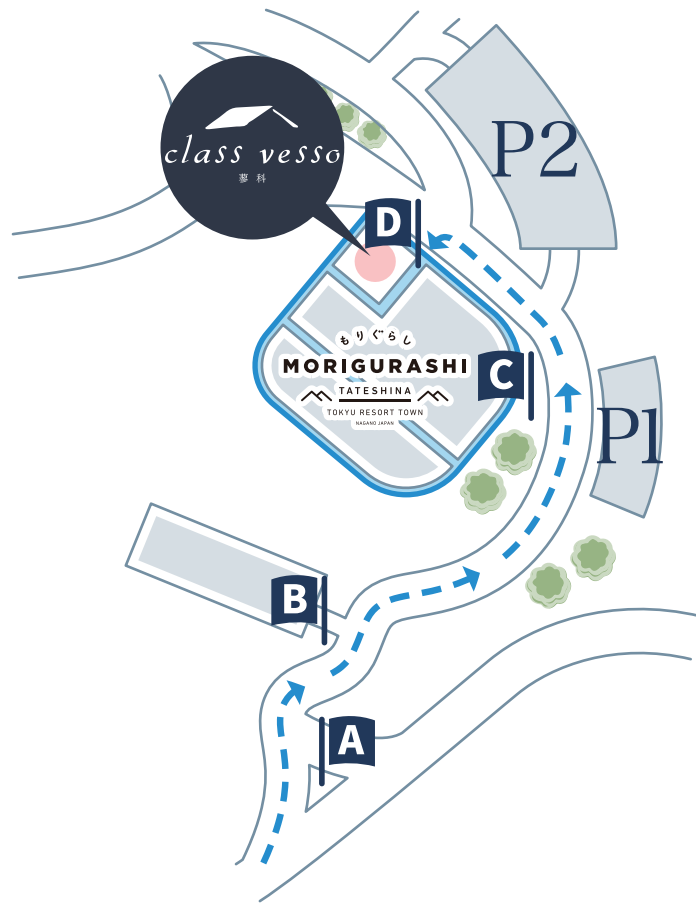 P2
class vesso
蓼科
D
もりぐらし
MORIGURASHI
TATESHINA
TOKYU RESORT TOWN
NAGANO JAPAN
C
P1
B
A